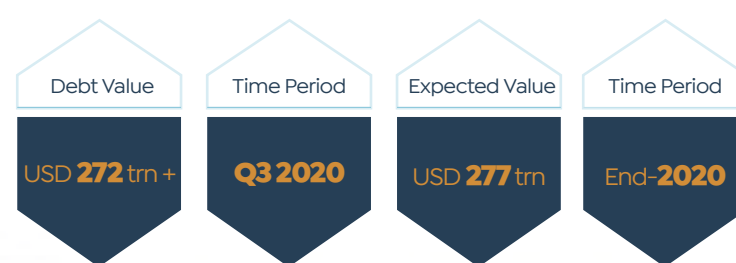 Debt Value
Time Period
Expected Value
Time Period
USD 272 trn +
Q3 2020
USD 277 trn
End-2020